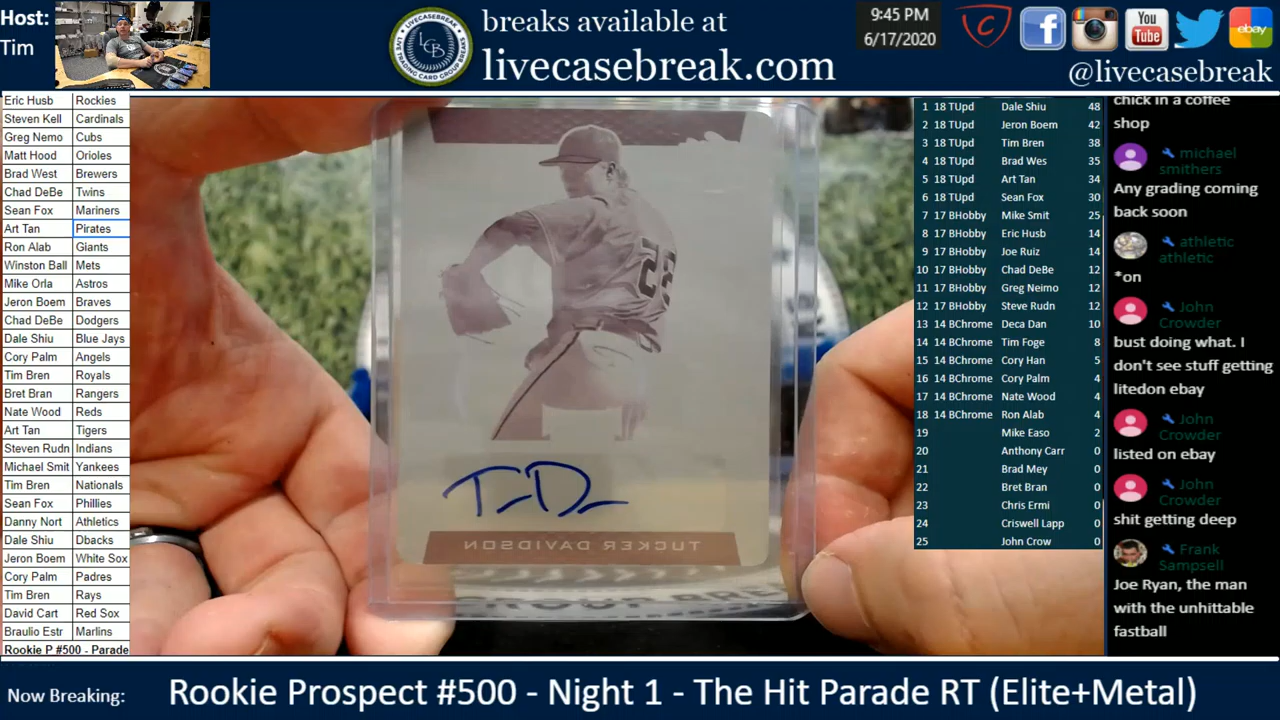 Host:
Tim
breaks available at
livecasebreak.com
9:45 PM
6/17/2020
You
Tube
ebay
@livecasebreak
LCB
Eric Husb Rockies
Steven Kell Cardinals
Greg Nemo Cubs
Matt Hood Orioles
Brad West Brewers
Chad DeBe Twins
Sean Fox Mariners
Art Tan Pirates
Ron Alab Giants
Winston Ball Mets
Mike Orla Astros
Jeron Boem Braves
Chad DeBe Dodgers
Dale Shiu Blue Jays
Cory Palm Angels
Tim Bren Royals
Bret Bran Rangers
Nate Wood Reds
Art Tan Tigers
Steven Rudn Indians
Michael Smit Yankees
Tim Bren Nationals
Sean Fox Phillies
Danny Nort Athletics
Dale Shiu Dbacks
Jeron Boem White Sox
Cory Palm Padres
Tim Bren Rays
David Cart Red Sox
Braulio Estr Marlins
Rookie P #500 - Parade
TUCKER DAVIDSON
1 18 TUpd Dale Shiu 48
2 18 TUpd Jeron Boem 42
3 18 TUpd Tim Bren 38
4 18 TUpd Brad Wes 35
5 18 TUpd Art Tan 34
6 18 TUpd Sean Fox 30
7 17 BHobby Mike Smit 25
8 17 BHobby Eric Husb 14
9 17 BHobby Joe Ruiz 14
10 17 BHobby Chad DeBe 12
11 17 BHobby Greg Neimo 12
12 17 BHobby Steve Rudn 12
13 14 BChrome Deca Dan 10
14 14 BChrome Tim Foge 8
15 14 BChrome Cory Han 5
16 14 BChrome Cory Palm 4
17 14 BChrome Nate Wood 4
18 14 BChrome Ron Alab 4
19 Mike Easo 2
20 Anthony Carr 0
21 Brad Mey 0
22 Bret Bran 0
23 Chris Ermi 0
24 Criswell Lapp 0
25 John Crow 0
chick in a coffee
shop
michael
smithers
Any grading coming
back soon
athletic
athletic
*on
John
Crowder
bust doing what. I
don't see stuff getting
litedon ebay
John
Crowder
listed on ebay
John
Crowder
shit getting deep
Frank
Sampsell
Joe Ryan, the man
with the unhittable
fastball
Now Breaking:
Rookie Prospect #500 - Night 1 - The Hit Parade RT (Elite+Metal)